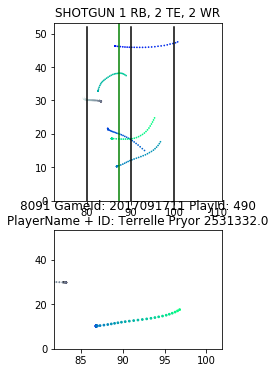 SHOTGUN 1 RB, 2 TE, 2 WR
50
40
30
20
10
0
80 90 100 110
8091 GameId: 2017091711 PlayId: 490
PlayerName + ID: Terrelle Pryor 2531332.0
40
20
0
85 90 95 100